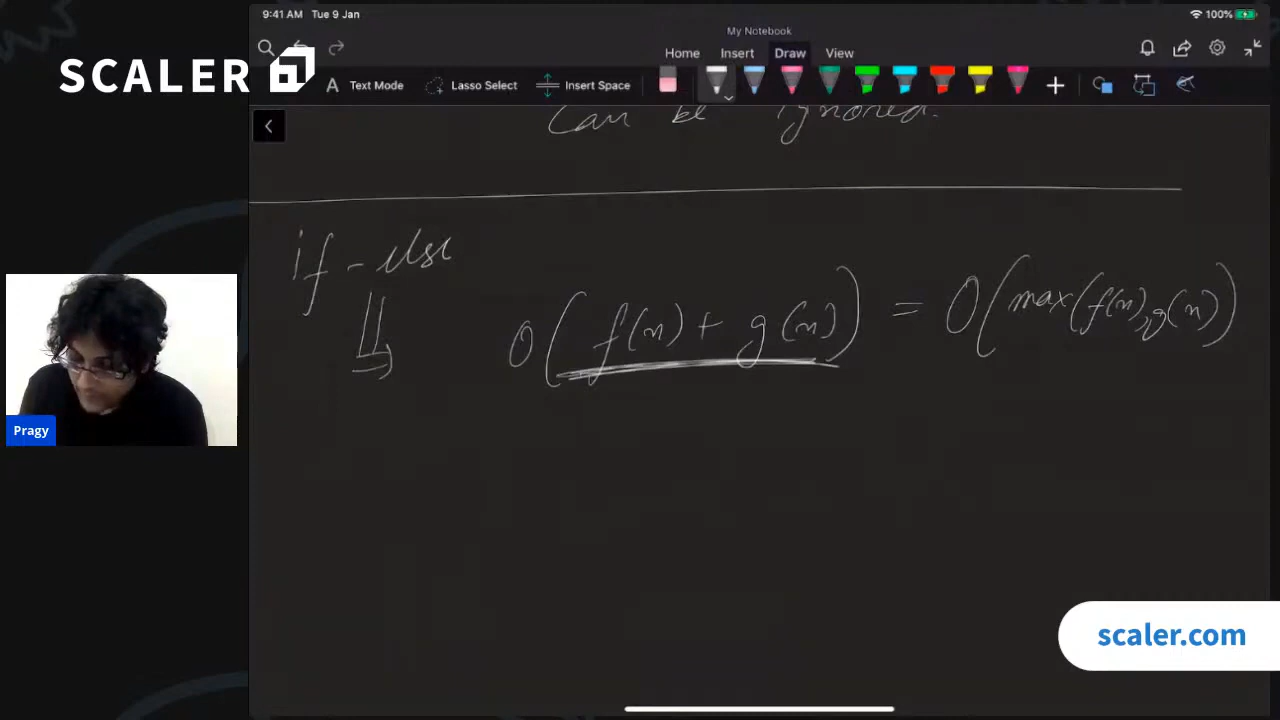 9:41 AM Tue 9 Jan
100%
My Notebook
Home Insert Draw View
SCALER
A Text Mode Lasso Select Insert Space
can be ignored.
if-else
O(f(n) + g(n)) = O(max(f(n), g(n))
Pragy
scaler.com